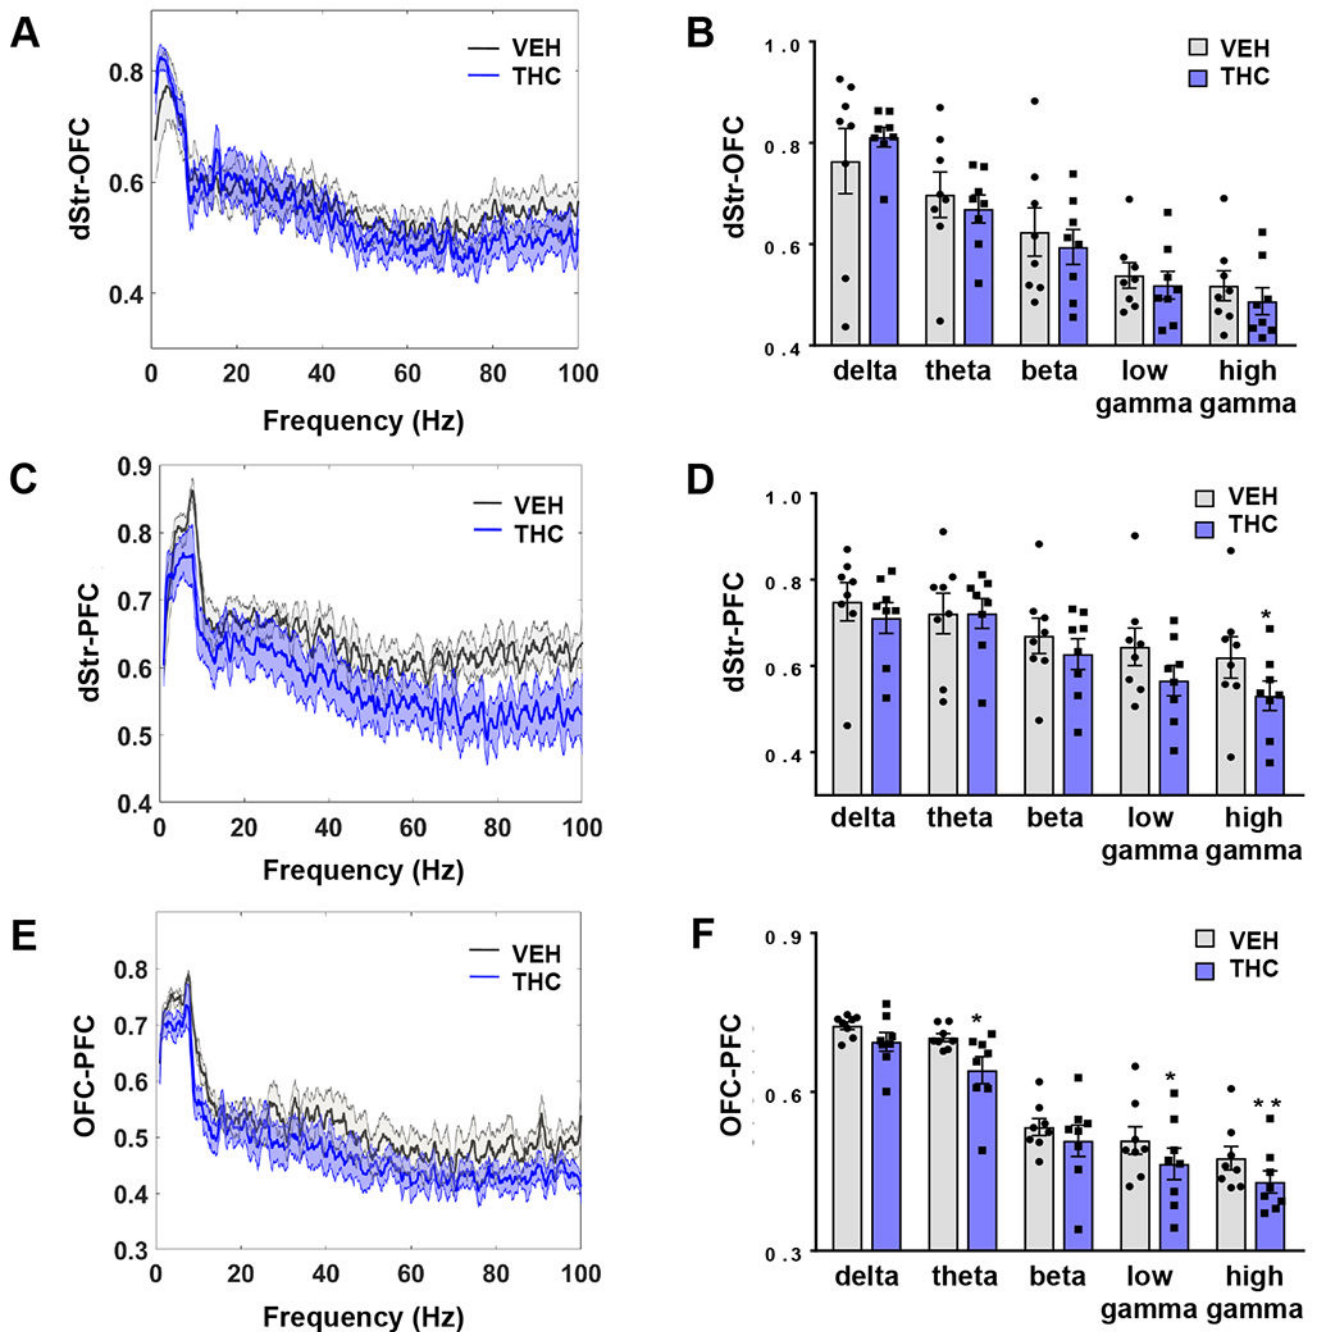 A
VEH
THC
0.8
0.6
0.4
dStr-OFC
0 20 40 60 80 100
Frequency (Hz)
B
VEH
THC
1.0
0.8
0.6
0.4
dStr-OFC
delta theta beta low high
gamma gamma
C
VEH
THC
0.9
0.8
0.7
0.6
0.5
0.4
dStr-PFC
0 20 40 60 80 100
Frequency (Hz)
D
VEH
THC
1.0
0.8
0.6
0.4
dStr-PFC
*
delta theta beta low high
gamma gamma
E
VEH
THC
0.8
0.7
0.6
0.5
0.4
0.3
OFC-PFC
0 20 40 60 80 100
Frequency (Hz)
F
VEH
THC
0.9
0.6
0.3
OFC-PFC
*
*
**
delta theta beta low high
gamma gamma